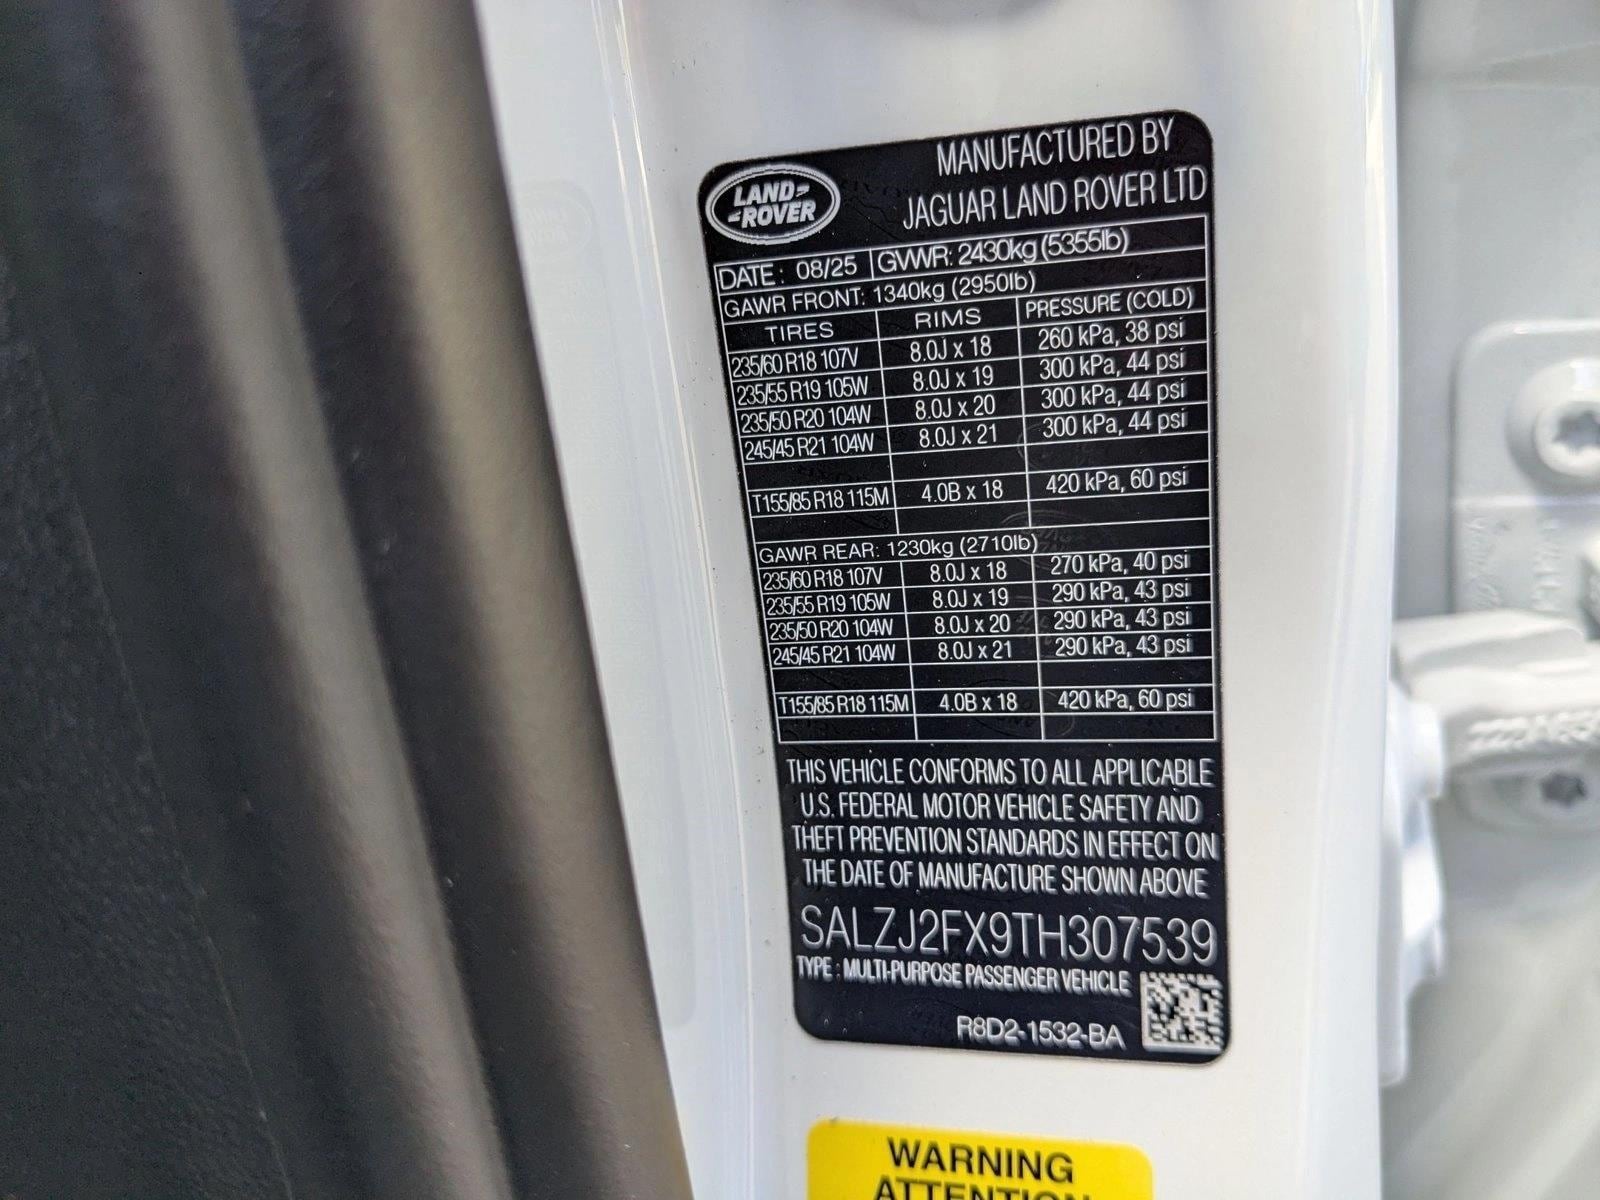 MANUFACTURED BY
LAND-
-ROVER
JAGUAR LAND ROVER LTD
DATE: 08/25 GVWR: 2430kg (5355lb)
GAWR FRONT: 1340kg (2950lb)
TIRES RIMS PRESSURE (COLD)
235/60 R18 107V 8.0J x 18 260 kPa, 38 psi
235/55 R19 105W 8.0J x 19 300 kPa, 44 psi
235/50 R20 104W 8.0J x 20 300 kPa, 44 psi
245/45 R21 104W 8.0J x 21 300 kPa, 44 psi
T155/85 R18 115M 4.0B x 18 420 kPa, 60 psi
GAWR REAR: 1230kg (2710lb)
235/60 R18 107V 8.0J x 18 270 kPa, 40 psi
235/55 R19 105W 8.0J x 19 290 kPa, 43 psi
235/50 R20 104W 8.0J x 20 290 kPa, 43 psi
245/45 R21 104W 8.0J x 21 290 kPa, 43 psi
T155/85 R18 115M 4.0B x 18 420 kPa, 60 psi
THIS VEHICLE CONFORMS TO ALL APPLICABLE
U.S. FEDERAL MOTOR VEHICLE SAFETY AND
THEFT PREVENTION STANDARDS IN EFFECT ON
THE DATE OF MANUFACTURE SHOWN ABOVE
SALZJ2FX9TH307539
TYPE : MULTI-PURPOSE PASSENGER VEHICLE
R8D2-1532-BA
WARNING
ATTENTION